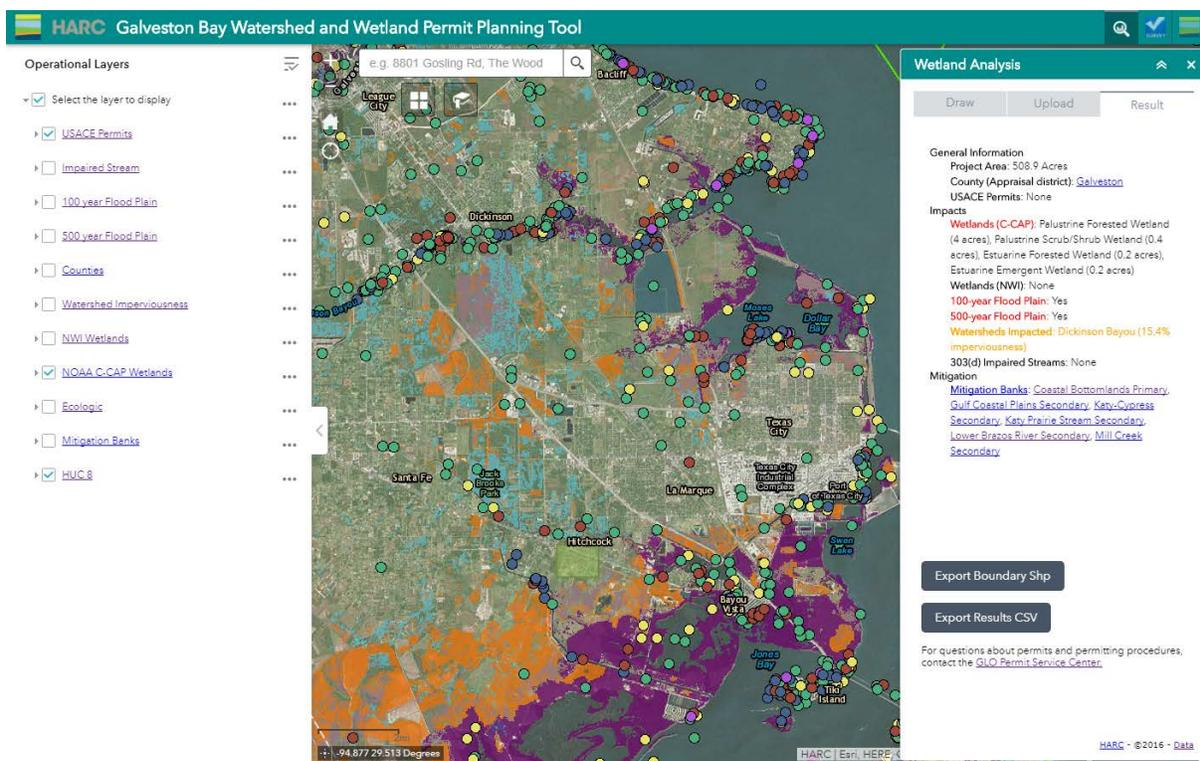 HARC Galveston Bay Watershed and Wetland Permit Planning Tool
SURVEY
Operational Layers
Select the layer to display
USACE Permits
Impaired Stream
100 year Flood Plain
500 year Flood Plain
Counties
Watershed Imperviousness
NWI Wetlands
NOAA C-CAP Wetlands
Ecologic
Mitigation Banks
HUC 8
e.g. 8801 Gosling Rd, The Wood
Bacliff
League
City
Dickinson
Moses
Lake
Dollar
Bay
Texas
City
Texas City
Industrial
Complex
Port
of Texas City
Santa Fe
Jack
Brooks
Park
La Marque
Swan
Lake
Hitchcock
Bayou
Vista
Jones
Bay
Tiki
Island
2mi
-94.877 29.513 Degrees
HARC | Esri, HERE,
Wetland Analysis
Draw
Upload
Result
General Information
Project Area: 508.9 Acres
County (Appraisal district): Galveston
USACE Permits: None
Impacts
Wetlands (C-CAP): Palustrine Forested Wetland
(4 acres), Palustrine Scrub/Shrub Wetland (0.4
acres), Estuarine Forested Wetland (0.2 acres),
Estuarine Emergent Wetland (0.2 acres)
Wetlands (NWI): None
100-year Flood Plain: Yes
500-year Flood Plain: Yes
Watersheds Impacted: Dickinson Bayou (15.4%
imperviousness)
303(d) Impaired Streams: None
Mitigation
Mitigation Banks: Coastal Bottomlands Primary,
Gulf Coastal Plains Secondary, Katy-Cypress
Secondary, Katy Prairie Stream Secondary,
Lower Brazos River Secondary, Mill Creek
Secondary
Export Boundary Shp
Export Results CSV
For questions about permits and permitting procedures,
contact the GLO Permit Service Center.
HARC - ©2016 - Data